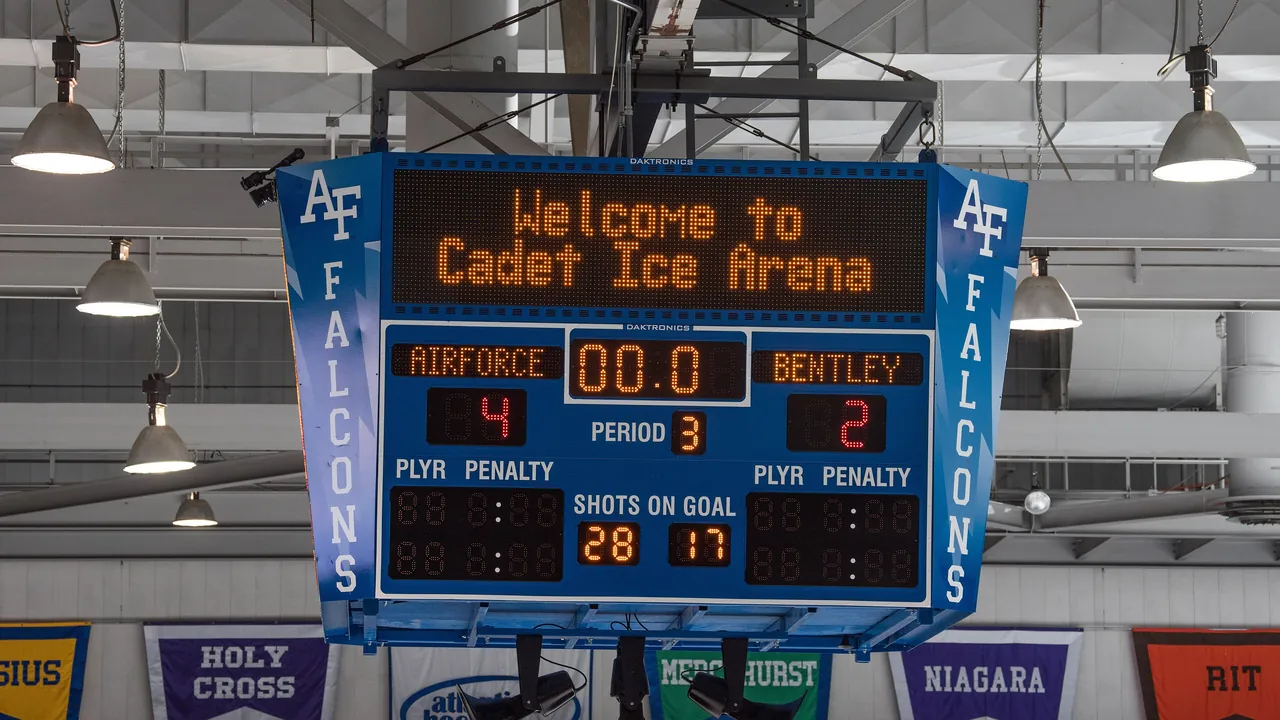 DAKTRONICS
AF
FALCONS
Welcome to
Cadet Ice Arena
AF
FALCONS
DAKTRONICS
AIRFORCE
00.0
BENTLEY
4
PERIOD 3
2
PLYR PENALTY
SHOTS ON GOAL
PLYR PENALTY
28 17
SIUS
HOLY
CROSS
NIAGARA
RIT